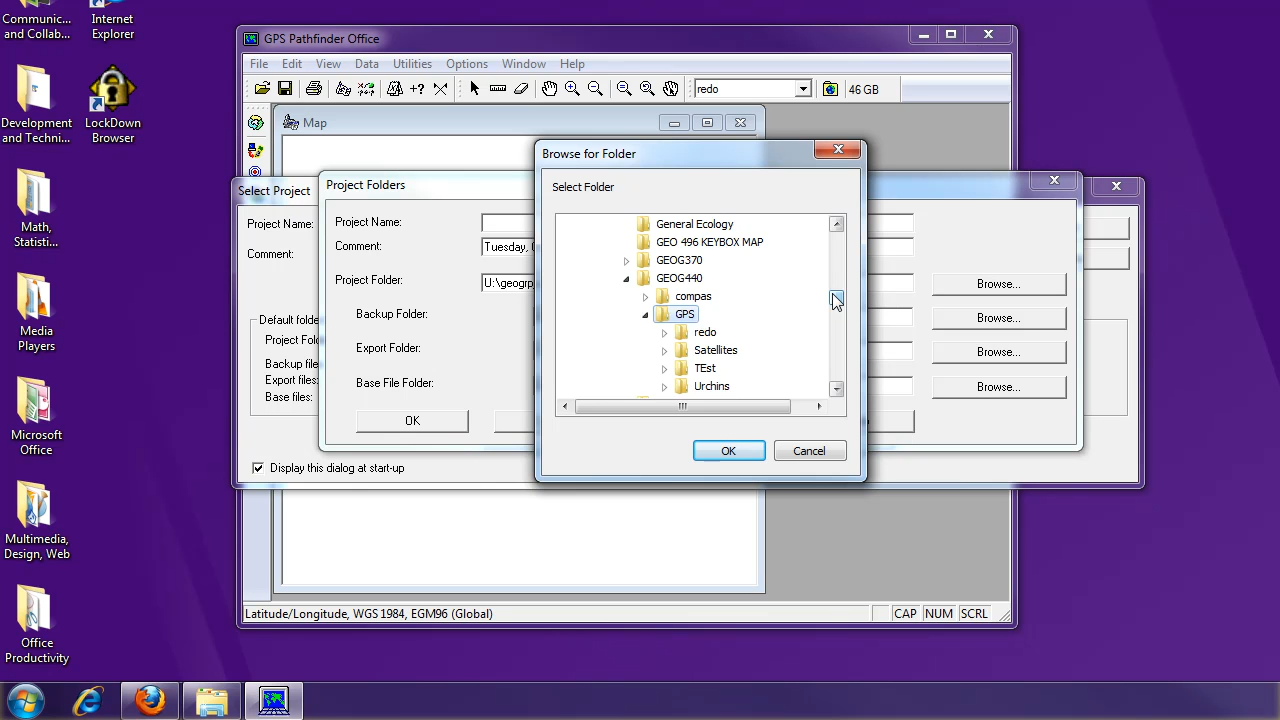 Communic...
and Collab...
Internet
Explorer
Developme­nt
and Techni...
LockDown
Browser
Math,
Statisti...
Media
Players
Microsoft
Office
Multimedia,
Design, Web
Office
Productivity
GPS Pathfinder Office
File Edit View Data Utilities Options Window Help
redo
46 GB
Map
Select Project
Project Name:
Comment:
Project Folders
Project Name:
Comment:
Tuesday,
Project Folder:
U:\geogrp
Browse...
Backup Folder:
Browse...
Export Folder:
Browse...
Base File Folder:
Browse...
OK
Backup file
Export files:
Base files:
Display this dialog at start-up
Browse for Folder
Select Folder
General Ecology
GEO 496 KEYBOX MAP
GEOG370
GEOG440
compas
GPS
redo
Satellites
TEst
Urchins
OK Cancel
Latitude/Longitude, WGS 1984, EGM96 (Global)
CAP NUM SCRL